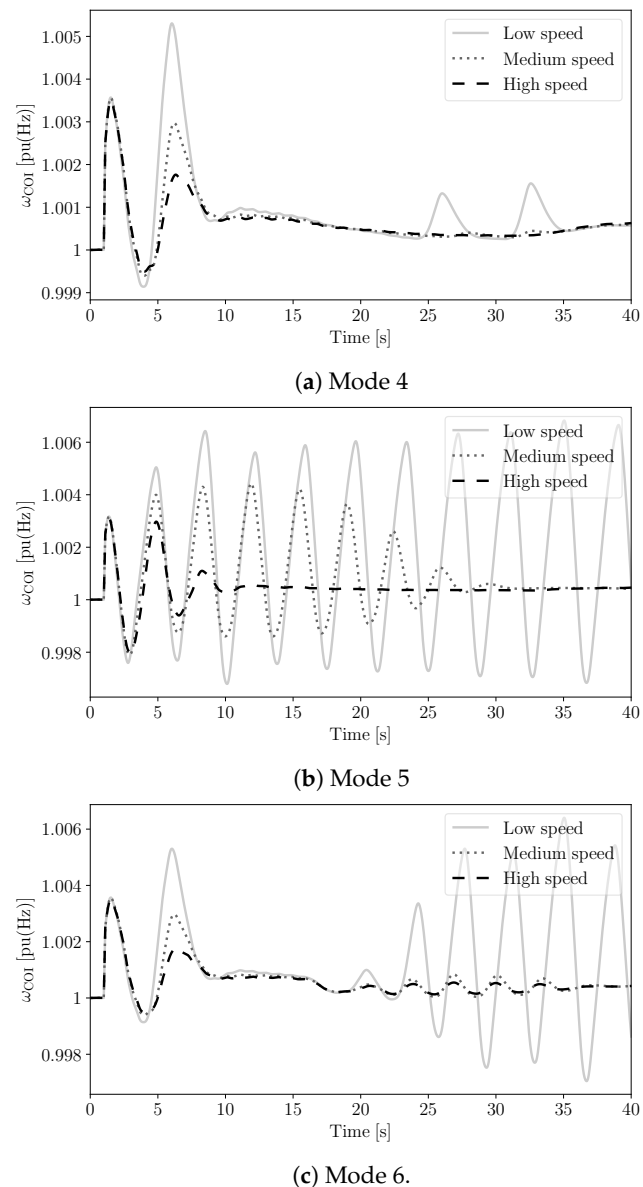 1.005
1.004
1.003
1.002
1.001
1
0.999
ωCOI [pu(Hz)]
Low speed
Medium speed
High speed
0 5 10 15 20 25 30 35 40
Time [s]
(a) Mode 4
1.006
1.004
1.002
1
0.998
ωCOI [pu(Hz)]
Low speed
Medium speed
High speed
0 5 10 15 20 25 30 35 40
Time [s]
(b) Mode 5
1.006
1.004
1.002
1
0.998
ωCOI [pu(Hz)]
Low speed
Medium speed
High speed
0 5 10 15 20 25 30 35 40
Time [s]
(c) Mode 6.